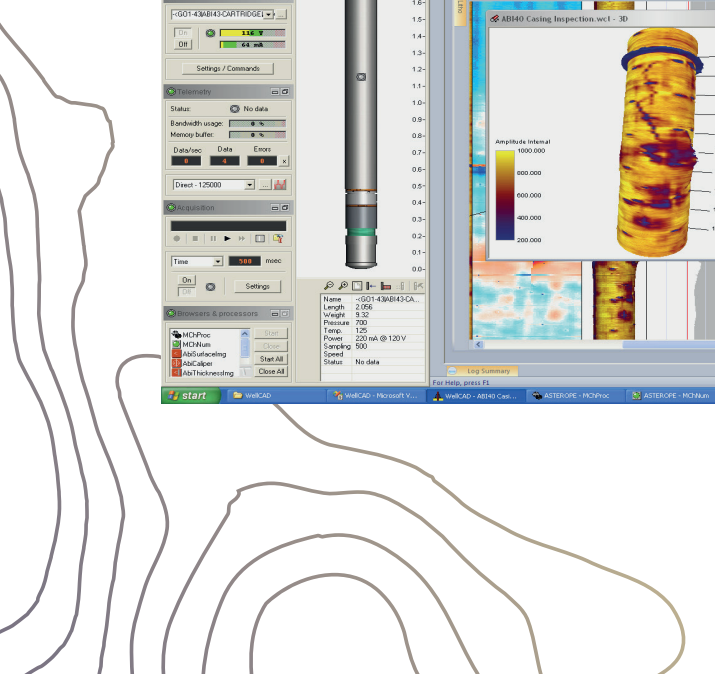 -<GO1-43|ABI43-CARTRIDGE(
...
On
Off
116 V
64 mA
Settings / Commands
Telemetry
Status: No data
Bandwidth usage: 0 %
Memory buffer: 0 %
Data/sec Data Errors
0 4 0 x
Direct - 125000 ...
Acquisition
Time 500 msec
On
Off
Settings
Browsers & processors
MChProc
MChNum
AbiSurfaceImg
AbiCaliper
AbiThicknessImg
Start
Close
Start All
Close All
1.6-
1.5-
1.4-
1.3-
1.2-
1.1-
1.0-
0.9-
0.8-
0.7-
0.6-
0.5-
0.4-
0.3-
0.2-
0.1-
0.0-
Name -<GO1-43|ABI43-CA...
Length 2.056
Weight 9.32
Pressure 700
Temp. 125
Power 220 mA @ 120 V
Sampling 500
Speed
Status No data
Litho
ABI40 Casing Inspection.wcl - 3D
Amplitude Internal
1000.000
800.000
600.000
400.000
200.000
Log Summary
For Help, press F1
start
WellCAD
WellCAD - Microsoft V...
WellCAD - ABI40 Casi...
ASTEROPE - MChProc
ASTEROPE - MChNum